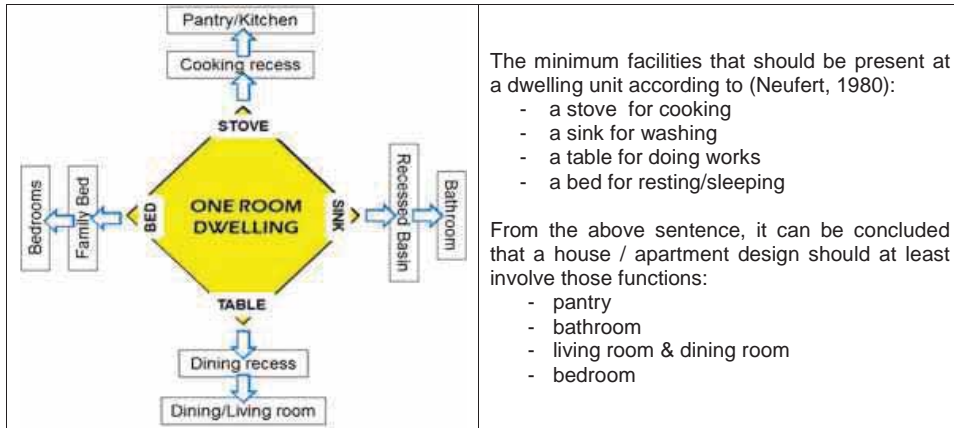 Pantry/Kitchen
Cooking recess
STOVE
Bedrooms
Family Bed
BED
ONE ROOM
DWELLING
SINK
Recessed Basin
Bathroom
TABLE
Dining recess
Dining/Living room
The minimum facilities that should be present at
a dwelling unit according to (Neufert, 1980):
- a stove for cooking
- a sink for washing
- a table for doing works
- a bed for resting/sleeping
From the above sentence, it can be concluded
that a house / apartment design should at least
involve those functions:
- pantry
- bathroom
- living room & dining room
- bedroom